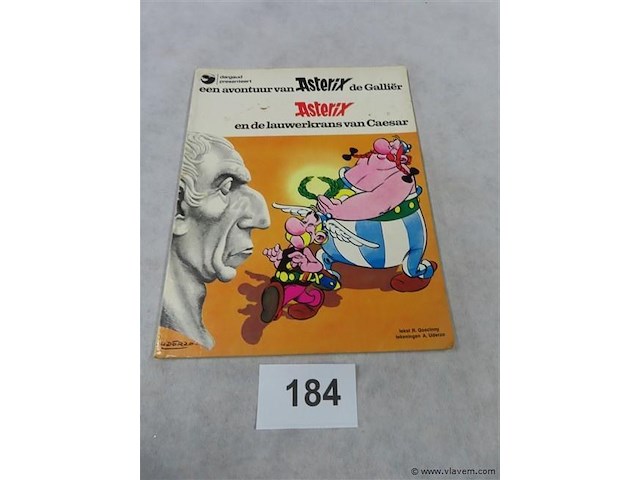 dargaud
presenteert
een avontuur van Asterix de Galliër
Asterix
en de lauwerkrans van Caesar
tekst R. Goscinny
tekeningen A. Uderzo
UDERZO
184
© www.vlavem.com